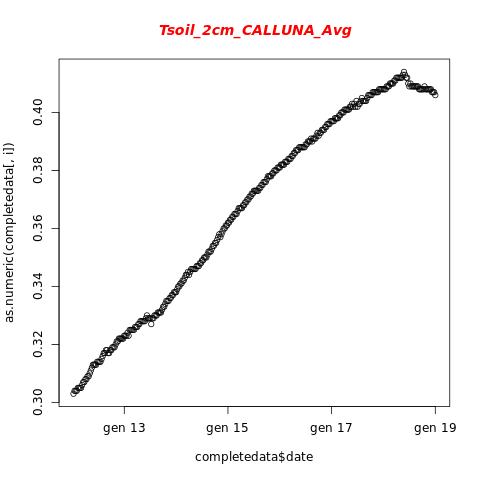 Tsoil_2cm_CALLUNA_Avg
as.numeric(completedata[, i])
0.40
0.38
0.36
0.34
0.32
0.30
gen 13 gen 15 gen 17 gen 19
completedata$date